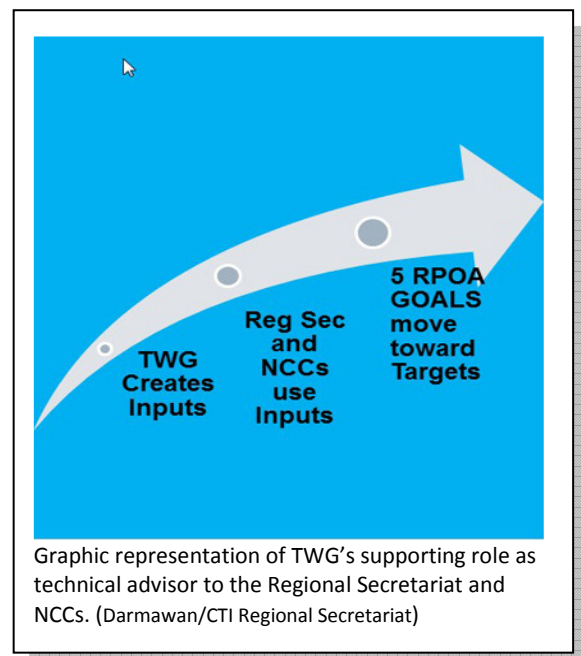 TWG
Creates
Inputs
Reg Sec
and
NCCs
use
Inputs
5 RPOA
GOALS
move
toward
Targets
Graphic representation of TWG's supporting role as
technical advisor to the Regional Secretariat and
NCCs. (Darmawan/CTI Regional Secretariat)